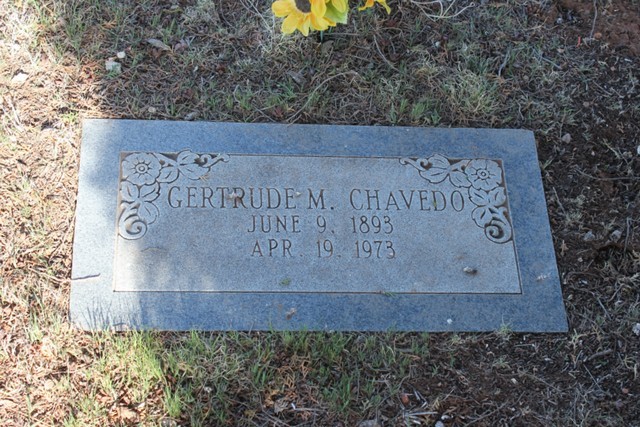 GERTRUDE M. CHAVEDO
JUNE 9, 1893
APR. 19, 1973